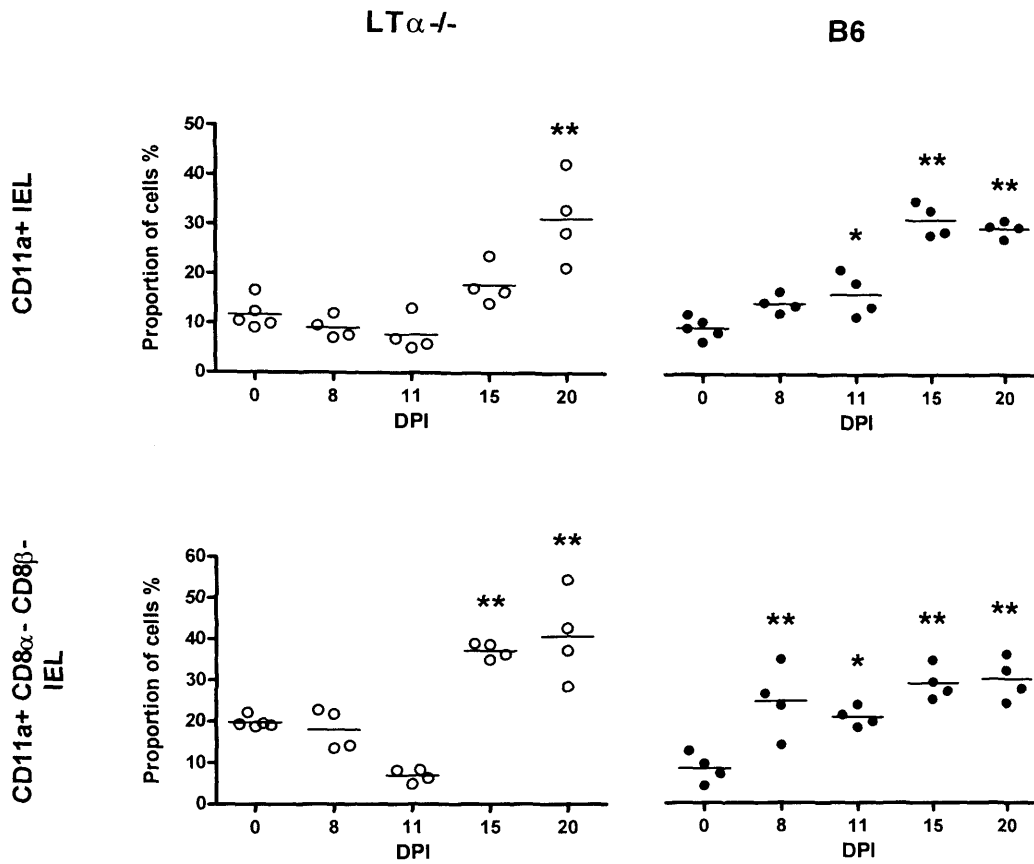 LTα-/-
B6
CD11a+ IEL
Proportion of cells %
50
40
30
20
10
0
**
0 8 11 15 20
DPI
*
**
**
0 8 11 15 20
DPI
CD11a+ CD8α- CD8β-
IEL
Proportion of cells %
60
50
40
30
20
10
0
**
**
0 8 11 15 20
DPI
**
*
**
**
0 8 11 15 20
DPI